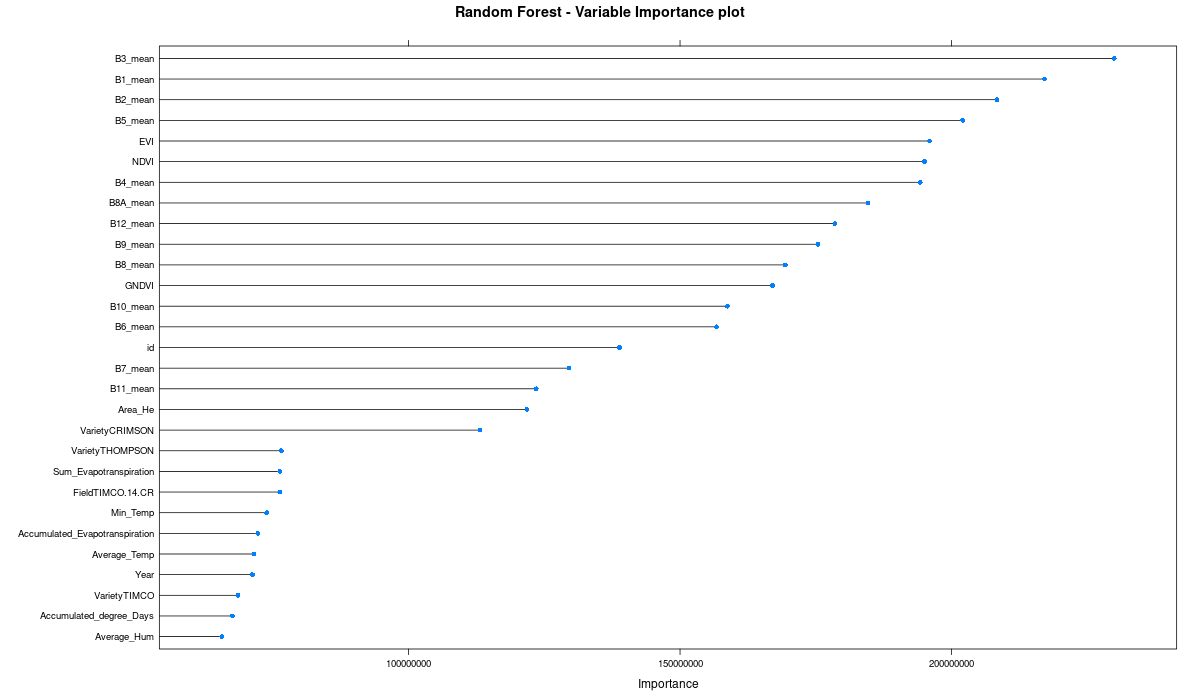 Random Forest - Variable Importance plot
B3_mean
B1_mean
B2_mean
B5_mean
EVI
NDVI
B4_mean
B8A_mean
B12_mean
B9_mean
B8_mean
GNDVI
B10_mean
B6_mean
id
B7_mean
B11_mean
Area_He
VarietyCRIMSON
VarietyTHOMPSON
Sum_Evapotranspiration
FieldTIMCO.14.CR
Min_Temp
Accumulated_Evapotranspiration
Average_Temp
Year
VarietyTIMCO
Accumulated_degree_Days
Average_Hum
100000000 150000000 200000000
Importance